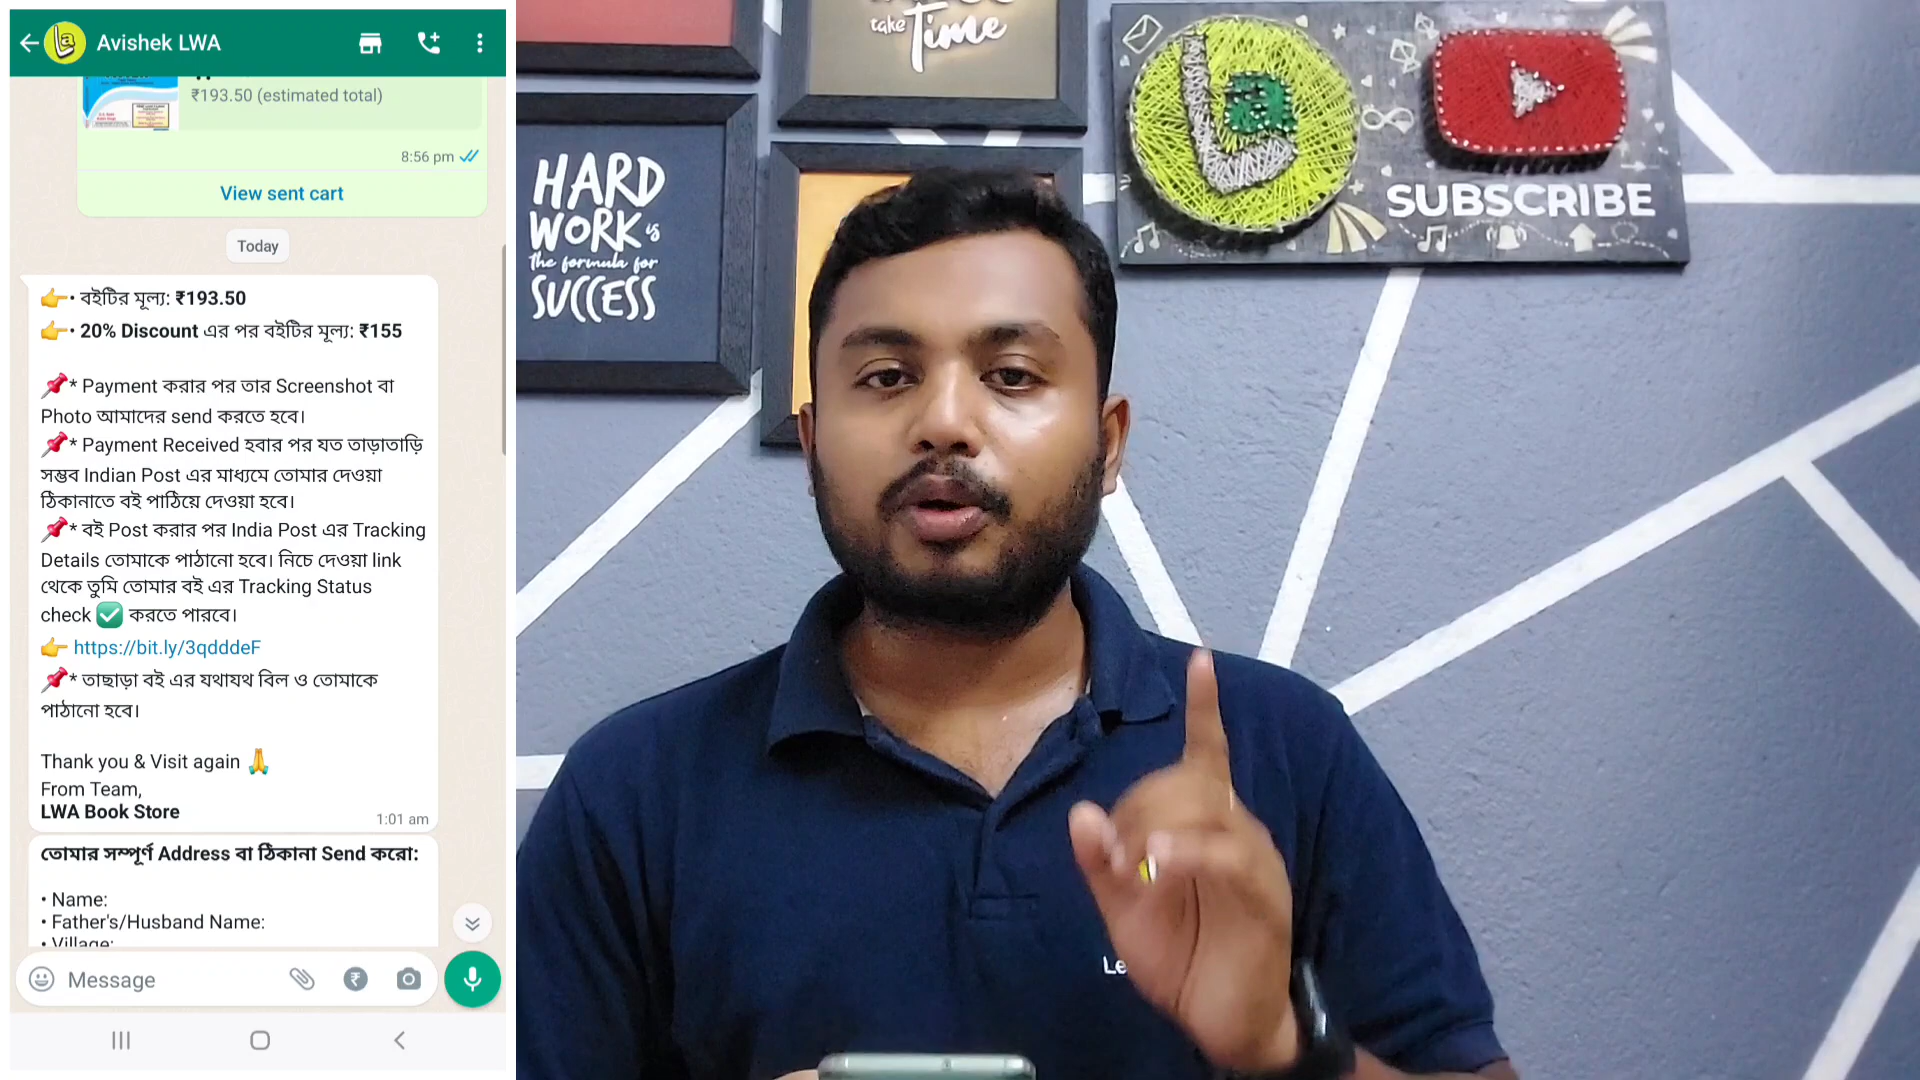 Avishek LWA
₹193.50 (estimated total)
8:56 pm
View sent cart
Today
👉• বইটির মূল্য: ₹193.50
👉• 20% Discount এর পর বইটির মূল্য: ₹155
📌* Payment করার পর তার Screenshot বা
Photo আমাদের send করতে হবে।
📌* Payment Received হবার পর যত তাড়াতাড়ি
সম্ভব Indian Post এর মাধ্যমে তোমার দেওয়া
ঠিকানাতে বই পাঠিয়ে দেওয়া হবে।
📌* বই Post করার পর India Post এর Tracking
Details তোমাকে পাঠানো হবে। নিচে দেওয়া link
থেকে তুমি তোমার বই এর Tracking Status
check ✅ করতে পারবে।
👉 https://bit.ly/3qdddeF
📌* তাছাড়া বই এর যথাযথ বিল ও তোমাকে
পাঠানো হবে।
Thank you & Visit again 🙏
From Team,
LWA Book Store
1:01 am
তোমার সম্পূর্ণ Address বা ঠিকানা Send করো:
• Name:
• Father's/Husband Name:
• Village:
Message
take
Time
HARD
WORK is
the formula for
SUCCESS
La
SUBSCRIBE
Le